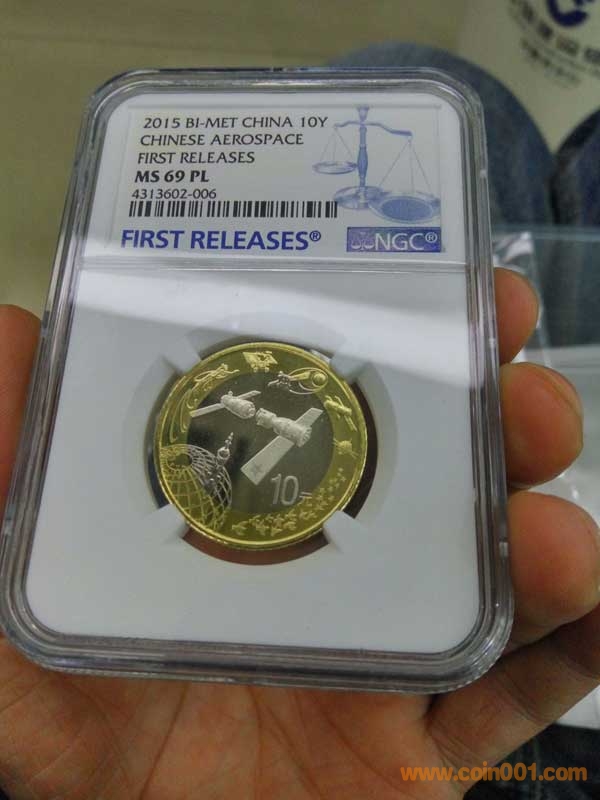 2015 BI-MET CHINA 10Y
CHINESE AEROSPACE
FIRST RELEASES
MS 69 PL
4313602-006
FIRST RELEASES®
NGC®
10元
www.coin001.com